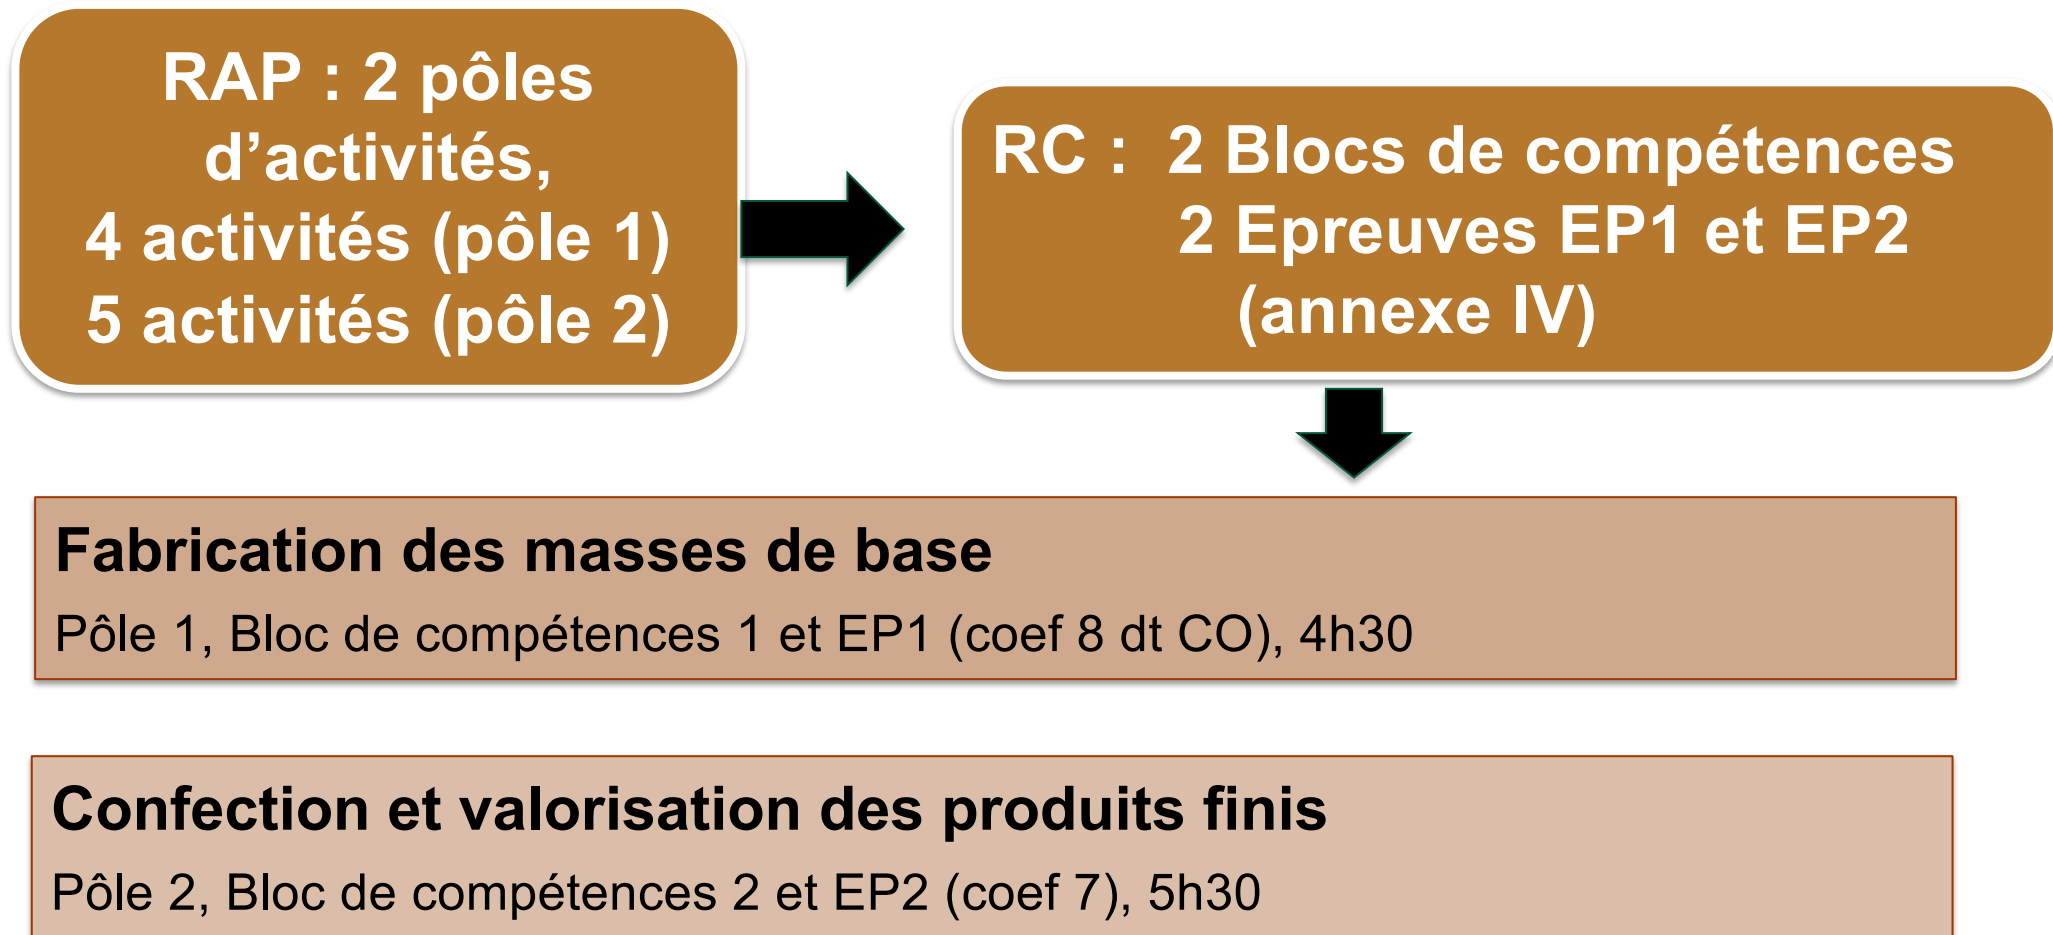 RAP : 2 pôles
d’activités,
4 activités (pôle 1)
5 activités (pôle 2)
RC : 2 Blocs de compétences
2 Epreuves EP1 et EP2
(annexe IV)
Fabrication des masses de base
Pôle 1, Bloc de compétences 1 et EP1 (coef 8 dt CO), 4h30
Confection et valorisation des produits finis
Pôle 2, Bloc de compétences 2 et EP2 (coef 7), 5h30